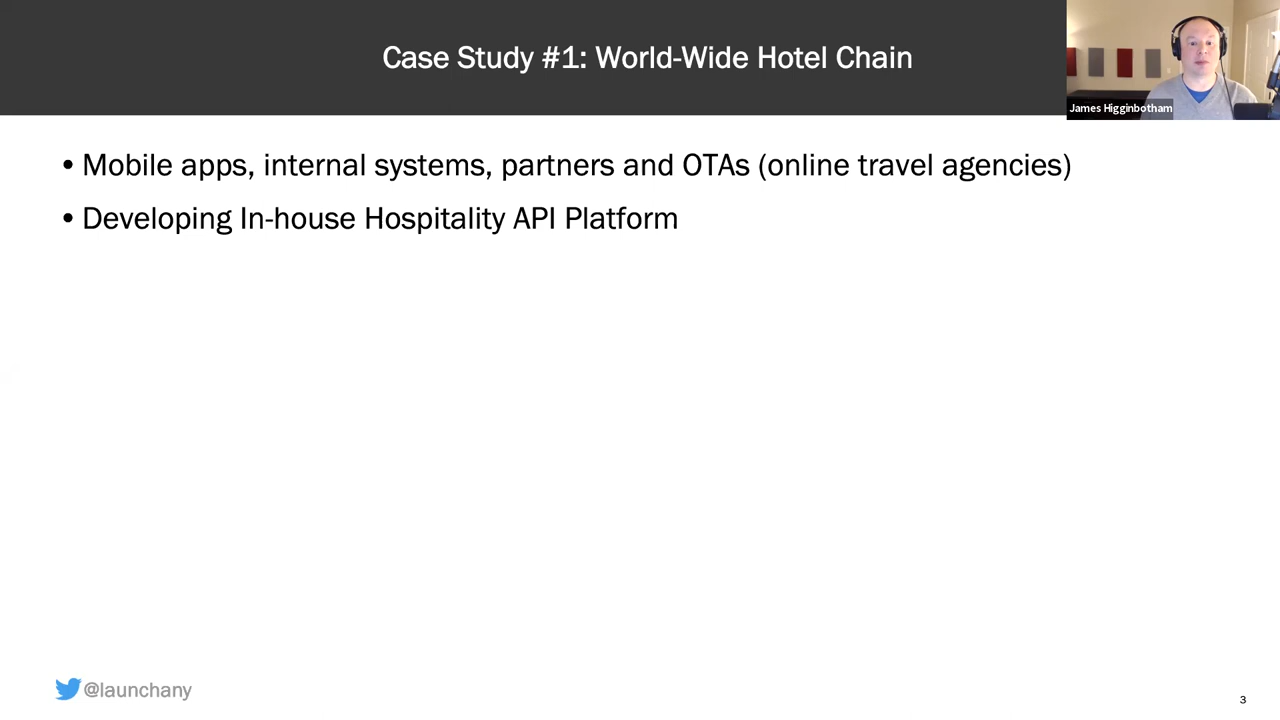 Case Study #1: World-Wide Hotel Chain
James Higginbotham
• Mobile apps, internal systems, partners and OTAs (online travel agencies)
• Developing In-house Hospitality API Platform
@launchany
3